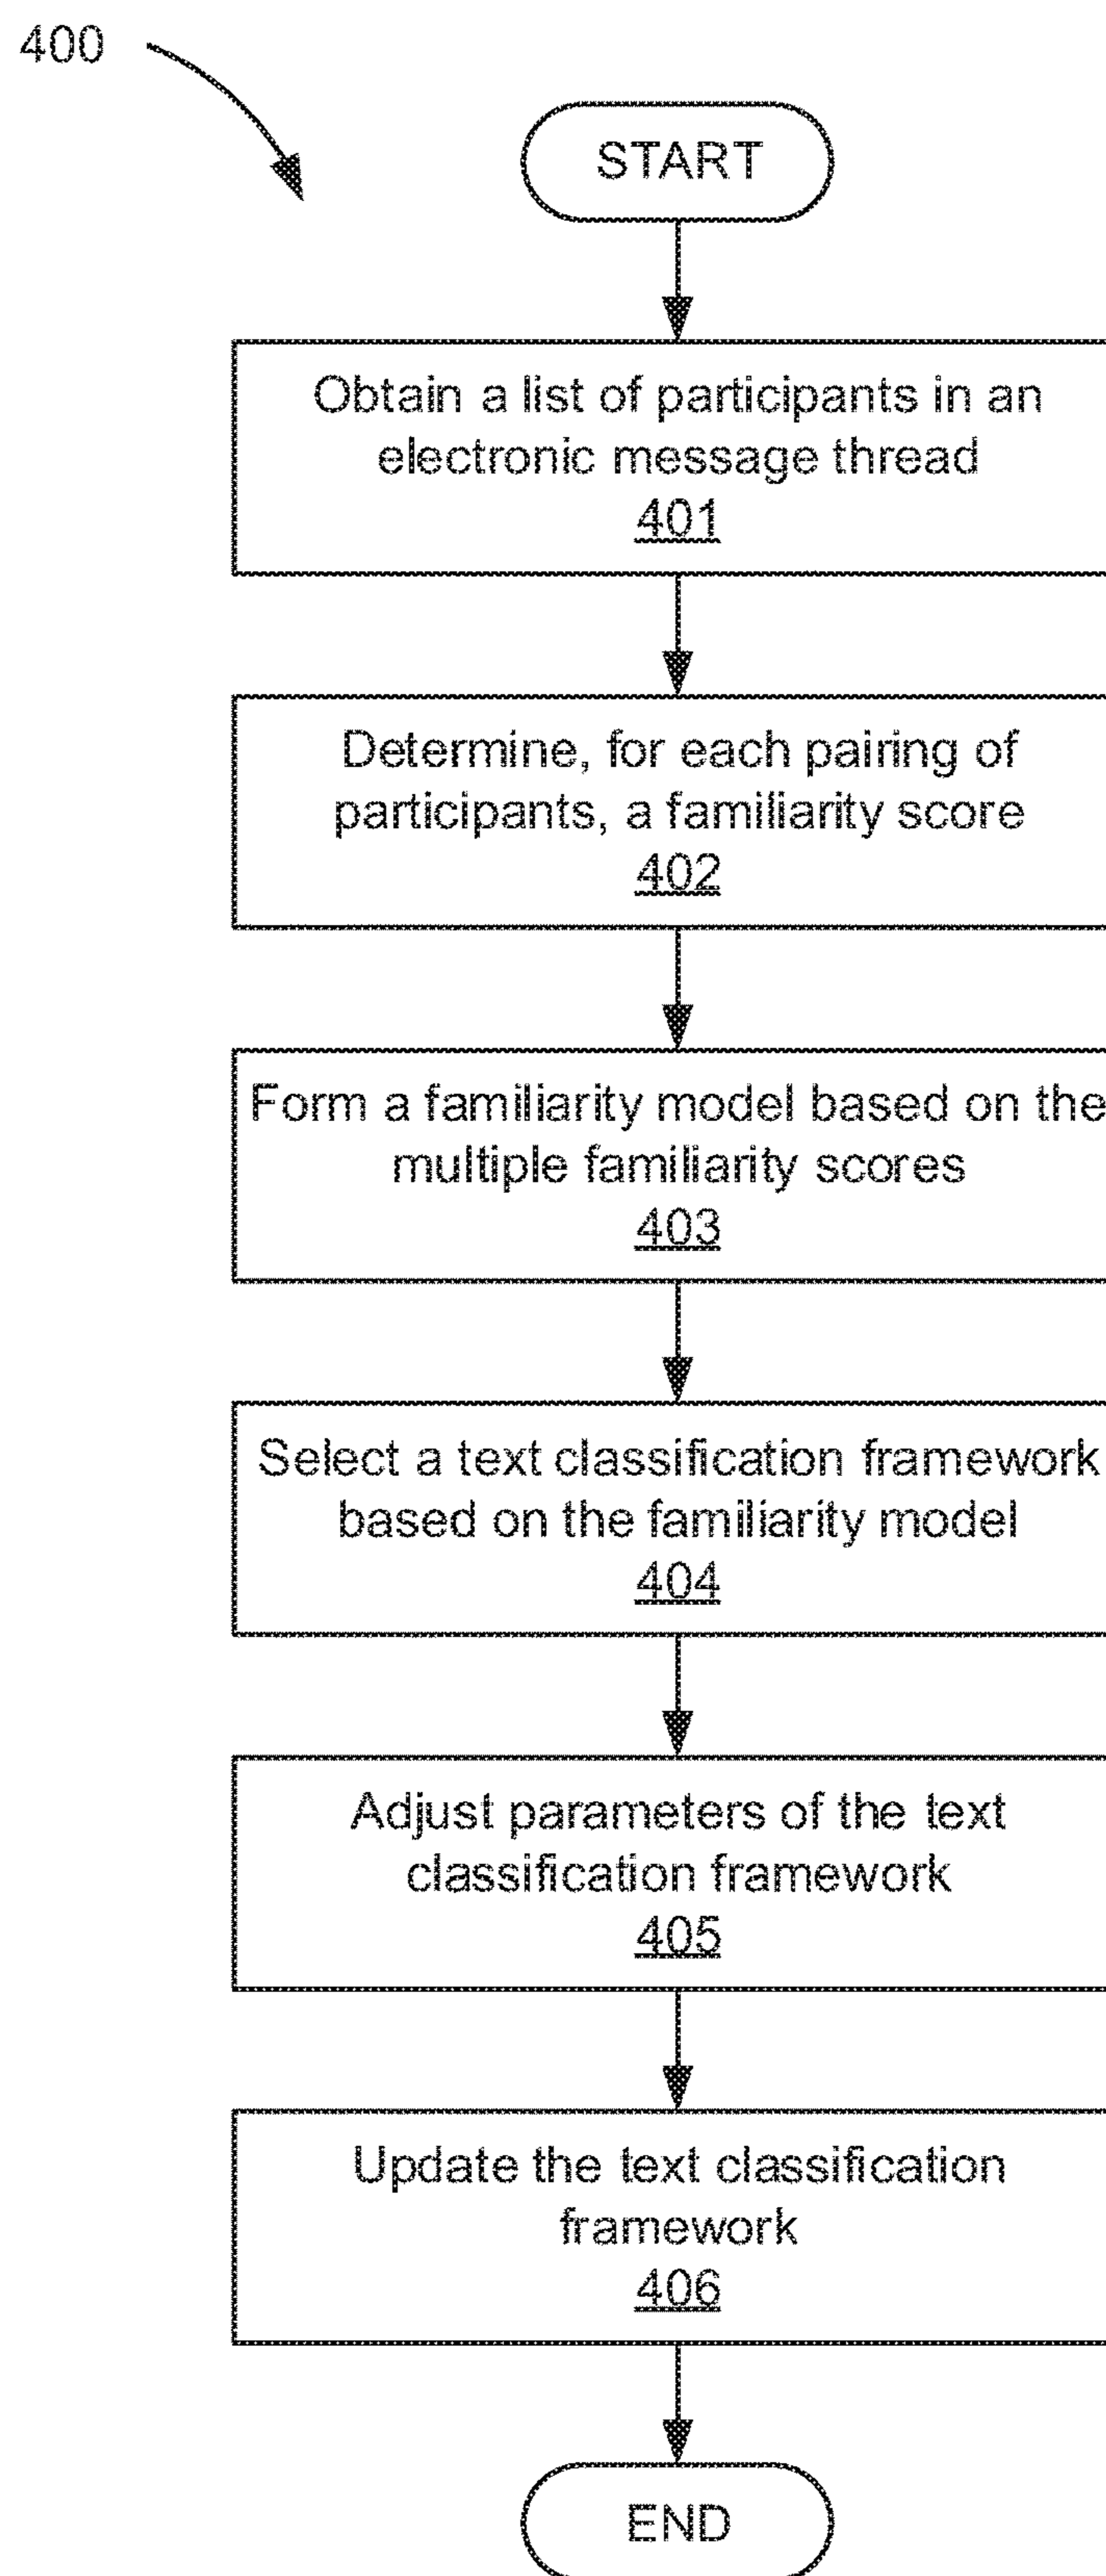 400
START
Obtain a list of participants in an
electronic message thread
401
Determine, for each pairing of
participants, a familiarity score
402
Form a familiarity model based on the
multiple familiarity scores
403
Select a text classification framework
based on the familiarity model
404
Adjust parameters of the text
classification framework
405
Update the text classification
framework
406
END